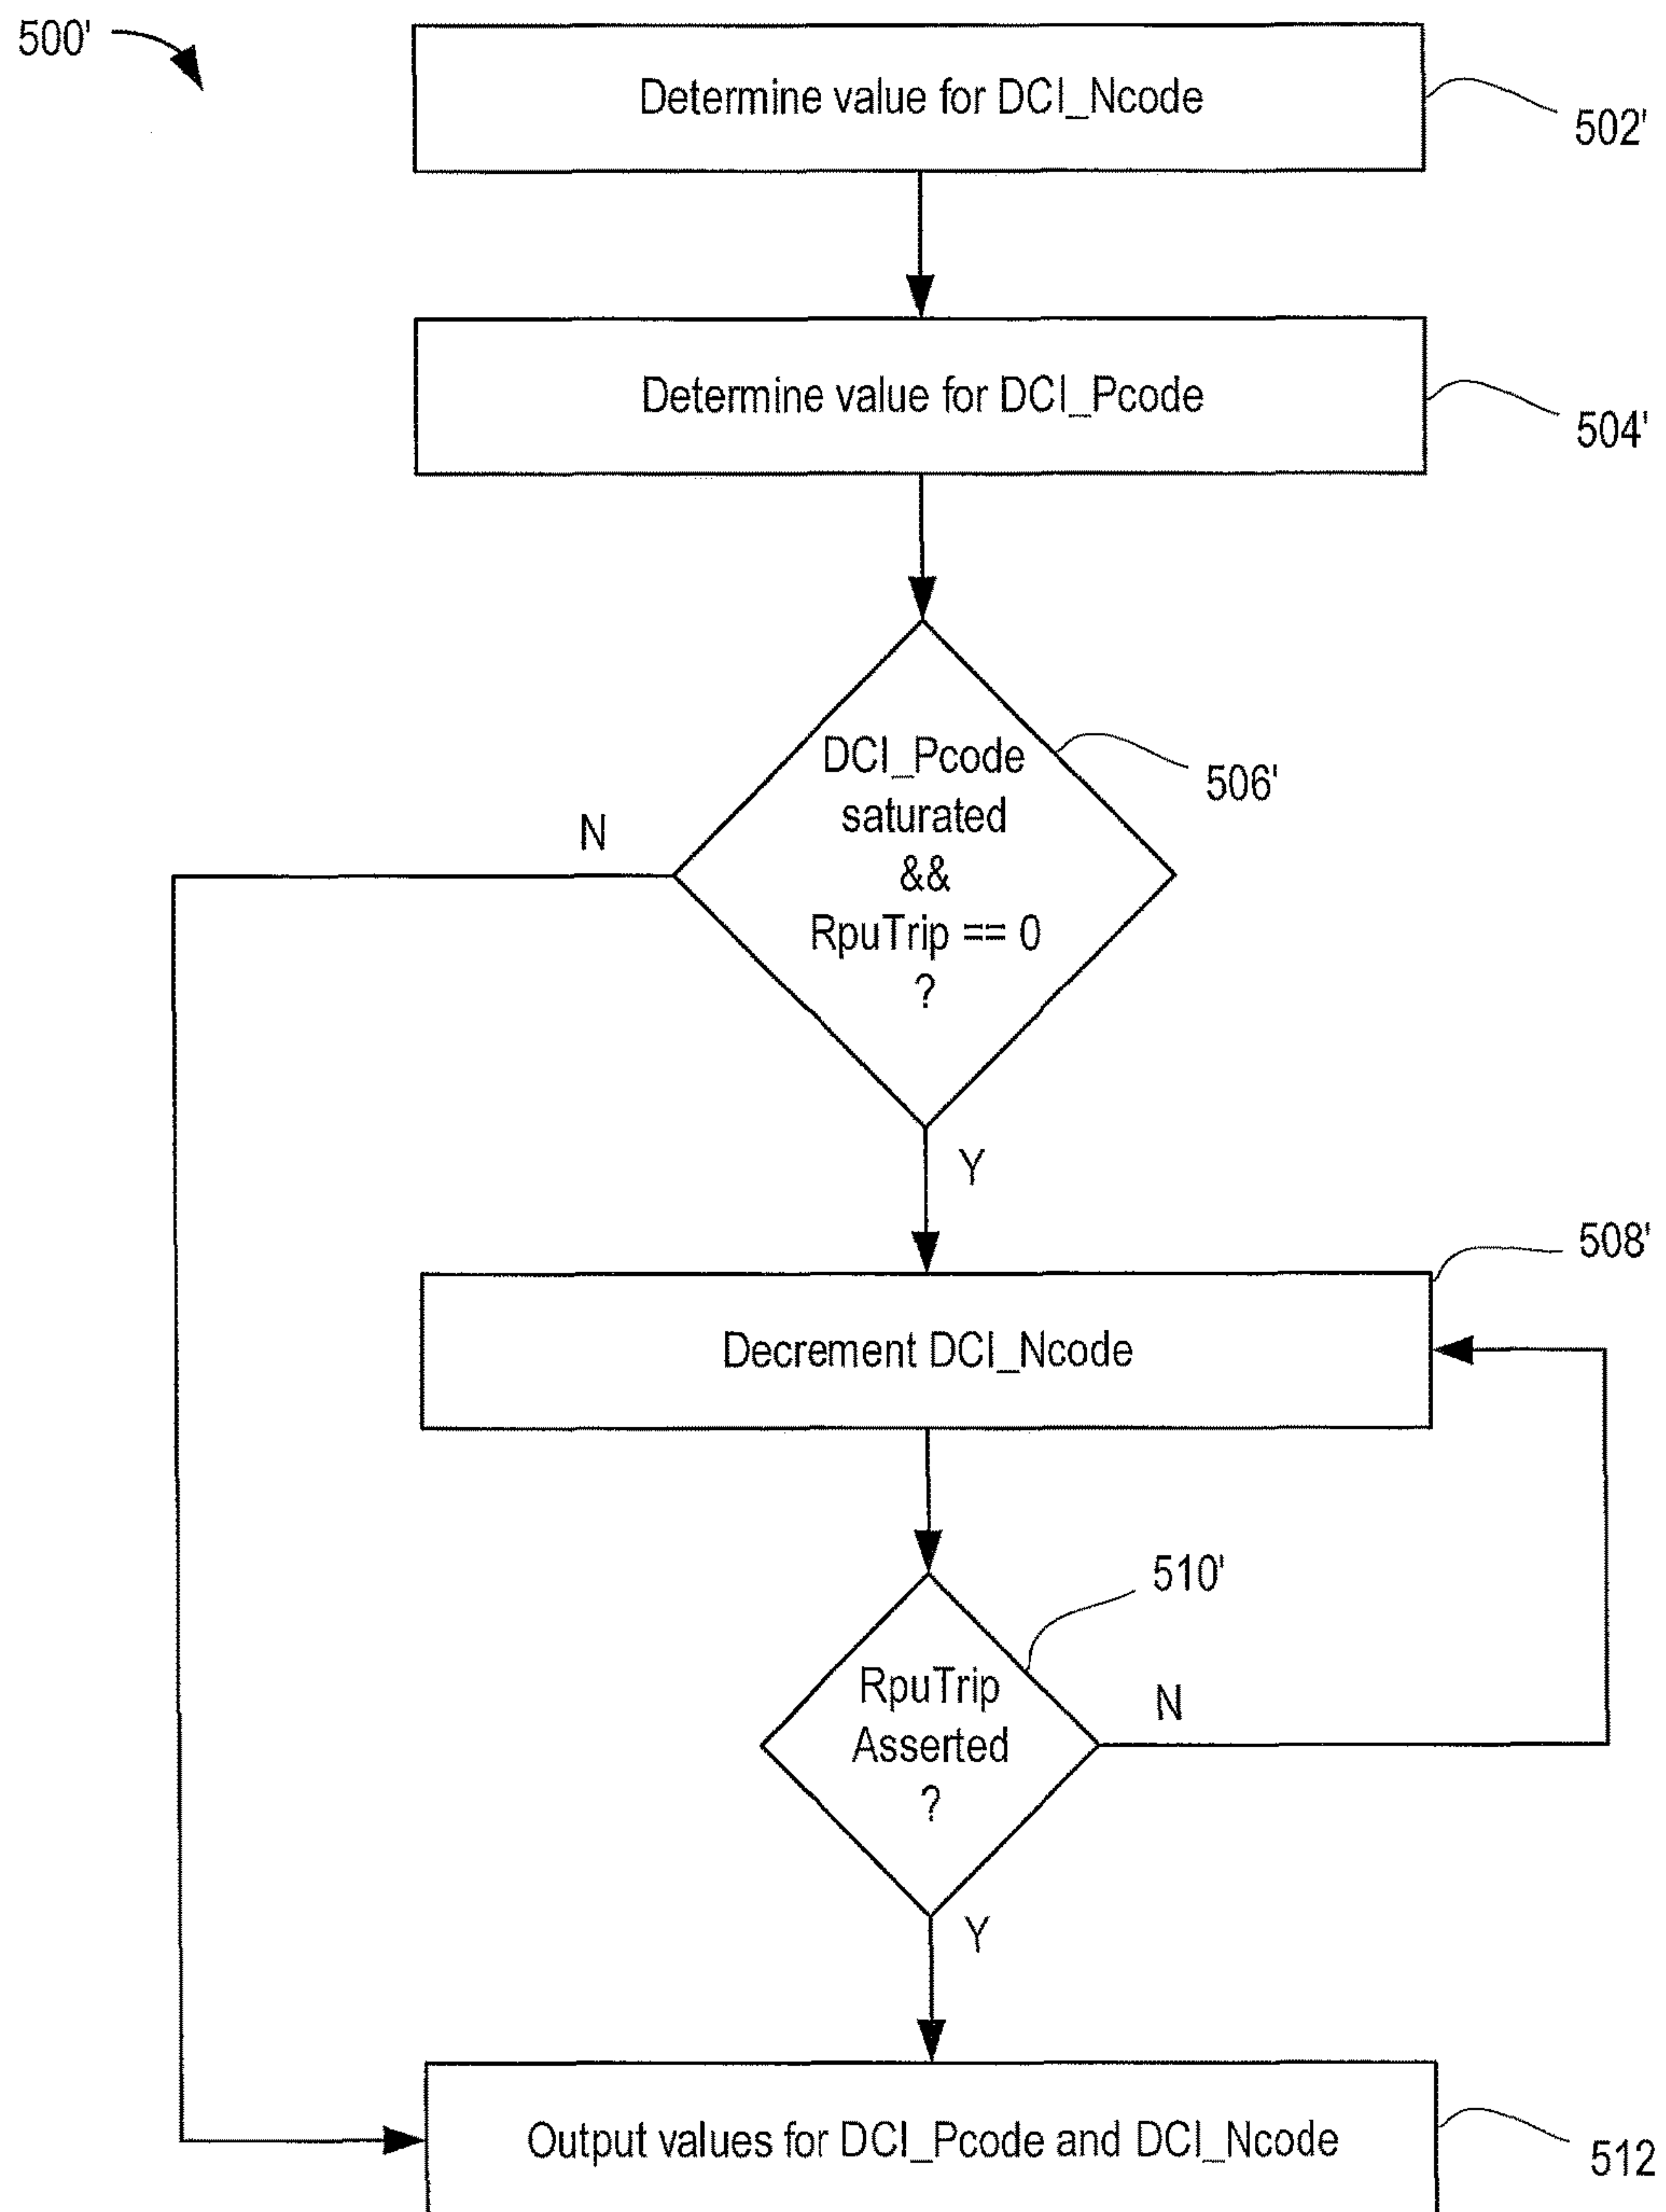 500'
Determine value for DCI_Ncode
502'
Determine value for DCI_Pcode
504'
DCI_Pcode
saturated
&&
RpuTrip == 0
?
506'
N
Y
508'
Decrement DCI_Ncode
510'
RpuTrip
Asserted
?
N
Y
Output values for DCI_Pcode and DCI_Ncode
512